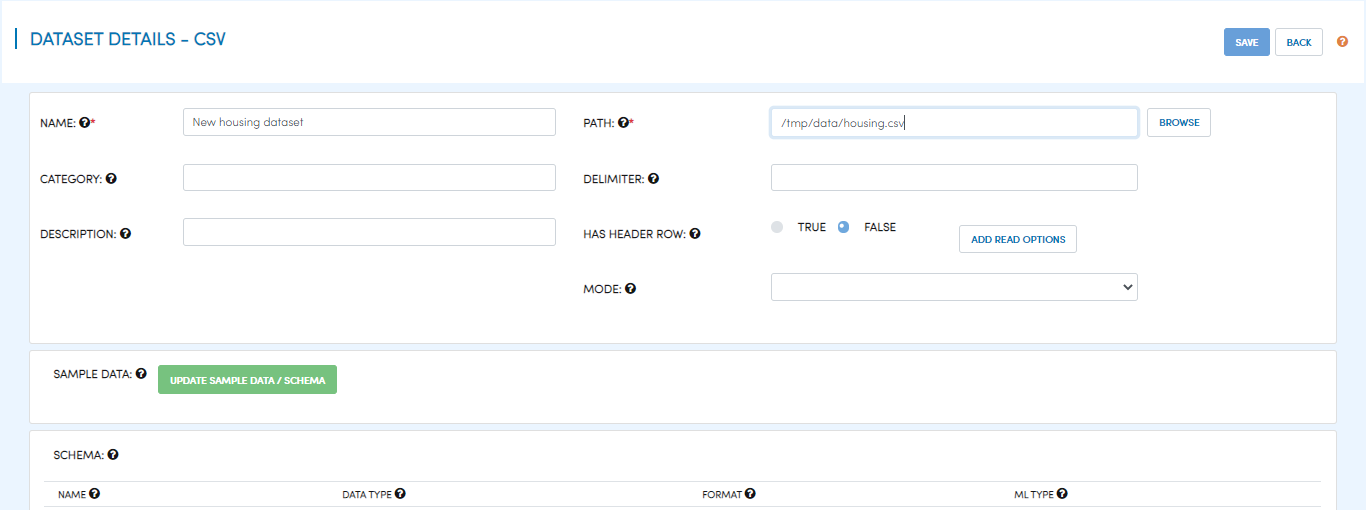 DATASET DETAILS - CSV
SAVE BACK ?
NAME: ?* New housing dataset PATH: ?* /tmp/data/housing.csv BROWSE
CATEGORY: ? DELIMITER: ?
DESCRIPTION: ? HAS HEADER ROW: ? TRUE FALSE ADD READ OPTIONS
MODE: ?
SAMPLE DATA: ? UPDATE SAMPLE DATA / SCHEMA
SCHEMA: ?
NAME ? DATA TYPE ? FORMAT ? ML TYPE ?